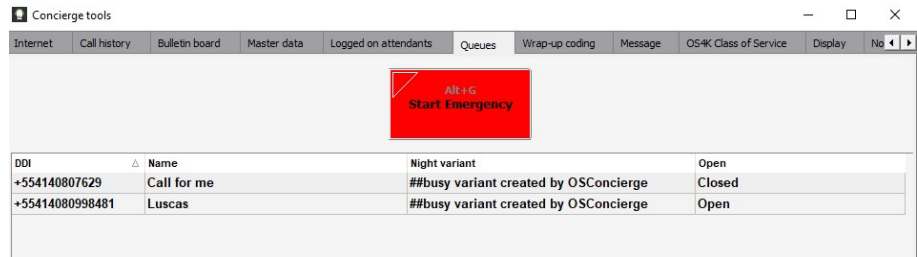 Concierge tools
Internet Call history Bulletin board Master data Logged on attendants Queues Wrap-up coding Message OS4K Class of Service Display No
Alt+G
Start Emergency
DDI Name Night variant Open
+554140807629 Call for me ##busy variant created by OSConcierge Closed
+55414080998481 Luscas ##busy variant created by OSConcierge Open